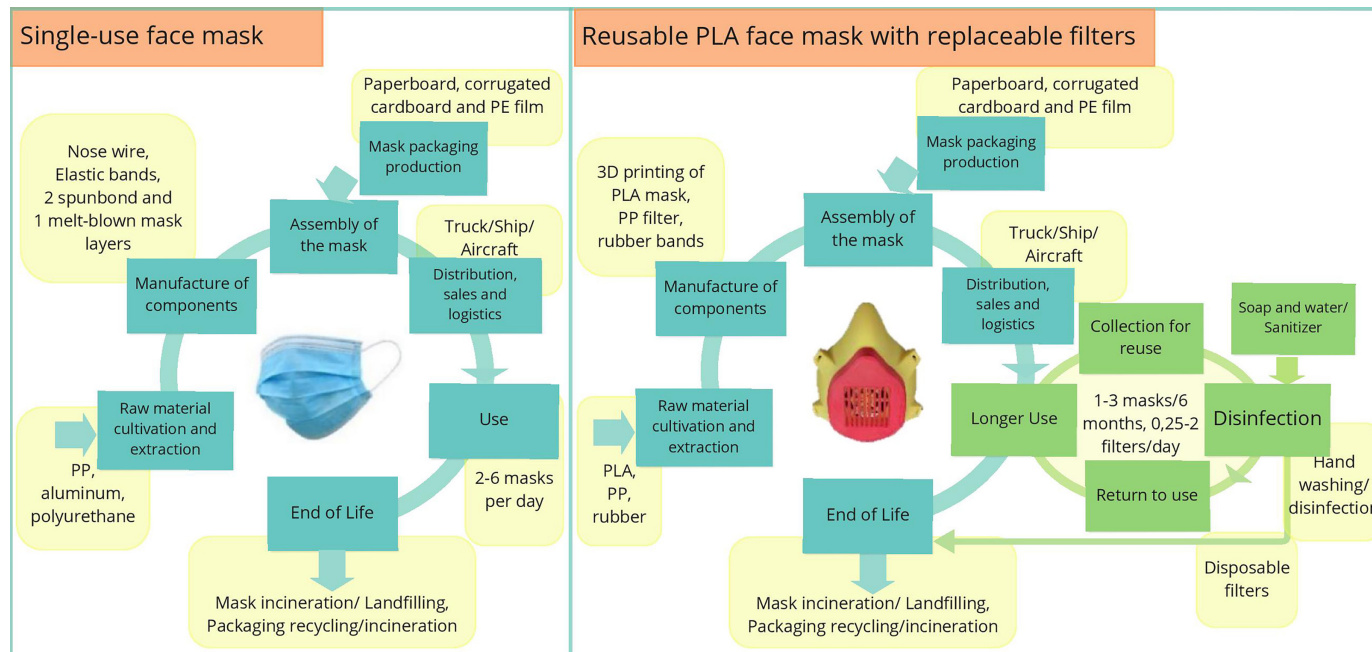 Single-use face mask
Paperboard, corrugated
cardboard and PE film
Mask packaging
production
Nose wire,
Elastic bands,
2 spunbond and
1 melt-blown mask
layers
Assembly of
the mask
Truck/Ship/
Aircraft
Manufacture of
components
Distribution,
sales and
logistics
Raw material
cultivation and
extraction
Use
PP,
aluminum,
polyurethane
2-6 masks
per day
End of Life
Mask incineration/ Landfilling,
Packaging recycling/incineration
Reusable PLA face mask with replaceable filters
Paperboard, corrugated
cardboard and PE film
Mask packaging
production
3D printing of
PLA mask,
PP filter,
rubber bands
Assembly of
the mask
Truck/Ship/
Aircraft
Manufacture of
components
Distribution,
sales and
logistics
Collection for
reuse
Soap and water/
Sanitizer
Raw material
cultivation and
extraction
Longer Use
1-3 masks/6
months, 0,25-2
filters/day
Disinfection
PLA,
PP,
rubber
Return to use
Hand
washing/
disinfection
End of Life
Disposable
filters
Mask incineration/ Landfilling,
Packaging recycling/incineration